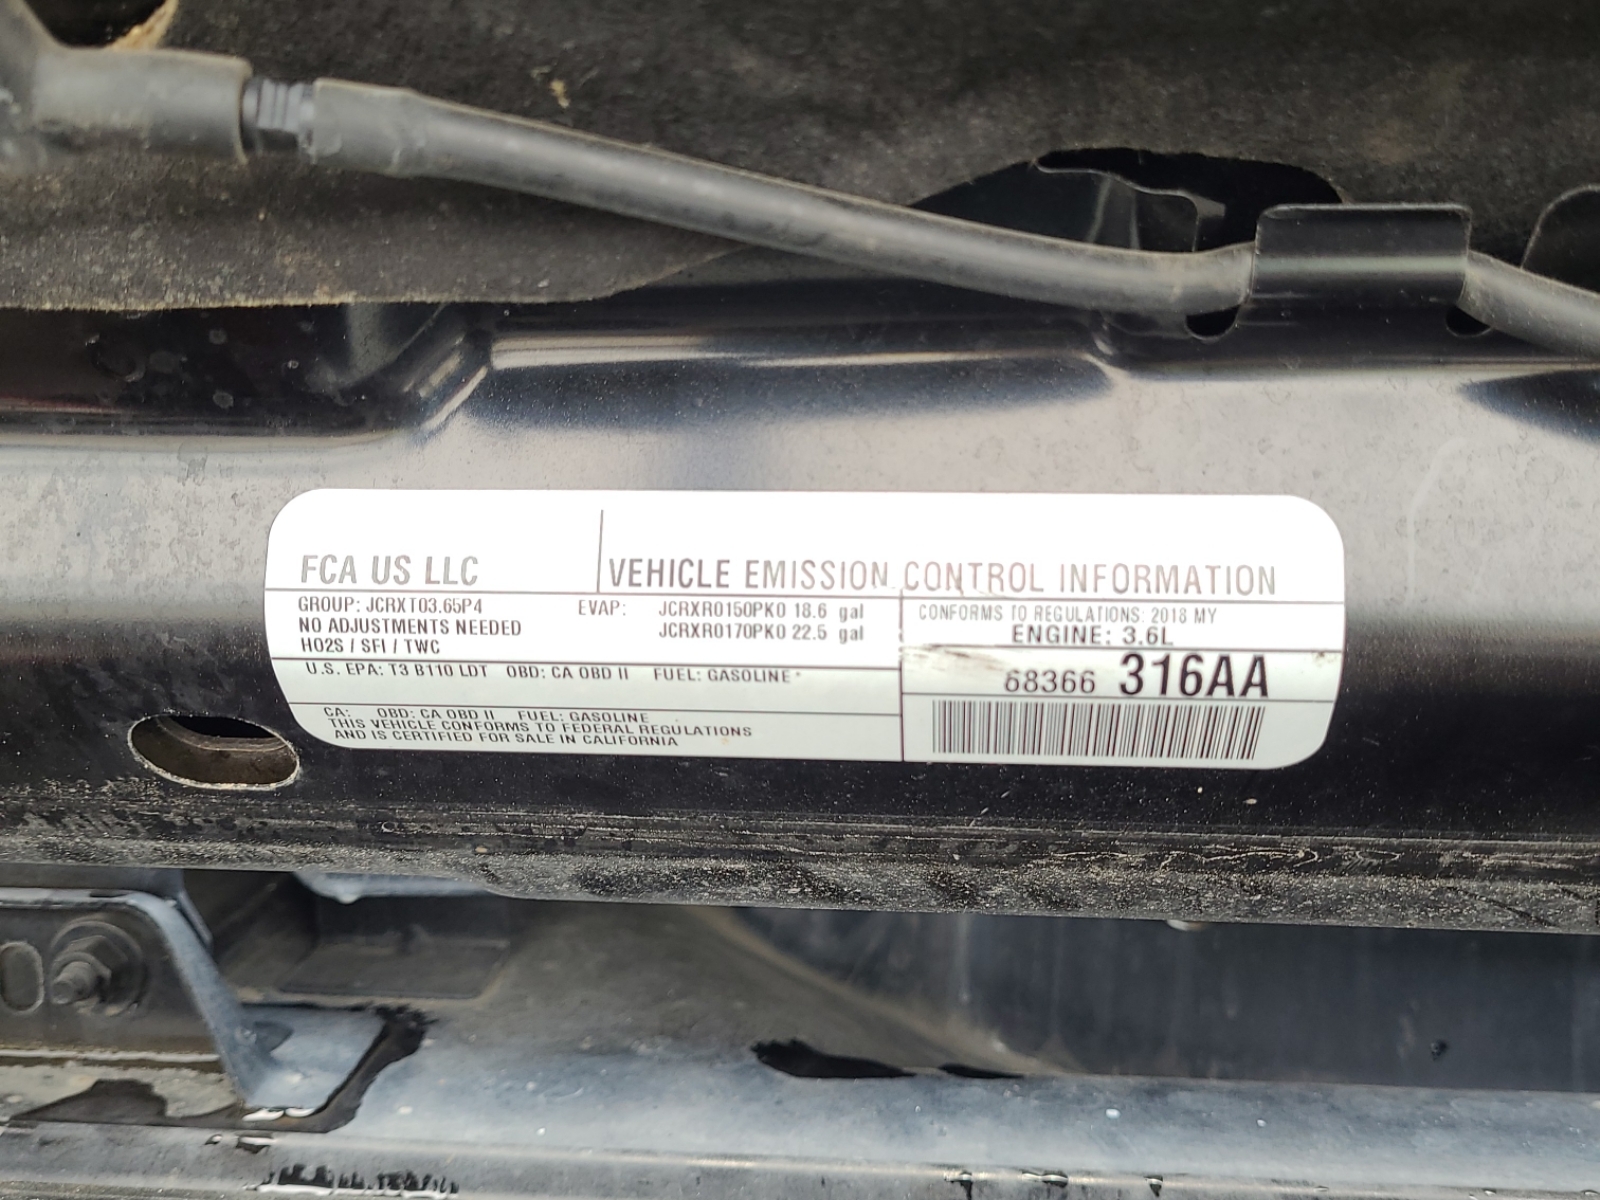 FCA US LLC
VEHICLE EMISSION CONTROL INFORMATION
GROUP: JCRXT03.65P4
NO ADJUSTMENTS NEEDED
HO2S / SFI / TWC
EVAP: JCRXR0150PK0 18.6 gal
JCRXR0170PK0 22.5 gal
CONFORMS TO REGULATIONS: 2018 MY
ENGINE: 3.6L
U.S. EPA: T3 B110 LDT OBD: CA OBD II FUEL: GASOLINE
68366 316AA
CA: OBD: CA OBD II FUEL: GASOLINE
THIS VEHICLE CONFORMS TO FEDERAL REGULATIONS
AND IS CERTIFIED FOR SALE IN CALIFORNIA